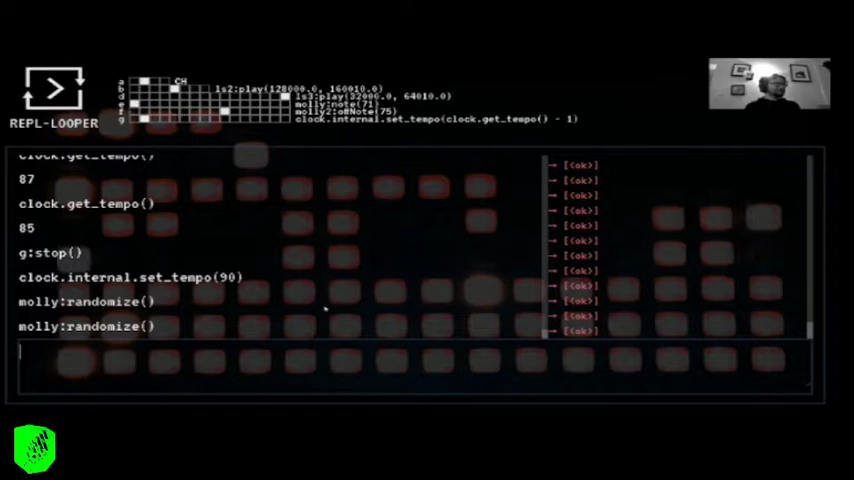 a
CH
b
ls2:play(128000.0, 160010.0)
d
ls3:play(32000.0, 64010.0)
e
molly:note(71)
f
molly2:offNote(75)
g
clock.internal.set_tempo(clock.get_tempo() - 1)
REPL-LOOPER
clock.get_tempo()
87
clock.get_tempo()
85
g:stop()
clock.internal.set_tempo(90)
molly:randomize()
molly:randomize()
→ [(<ok>]
→ [(<ok>]
→ [(<ok>]
→ [(<ok>]
→ [(<ok>]
→ [(<ok>]
→ [(<ok>]
→ [(<ok>]
→ [(<ok>]
→ [(<ok>]
→ [(<ok>]
→ [(<ok>]